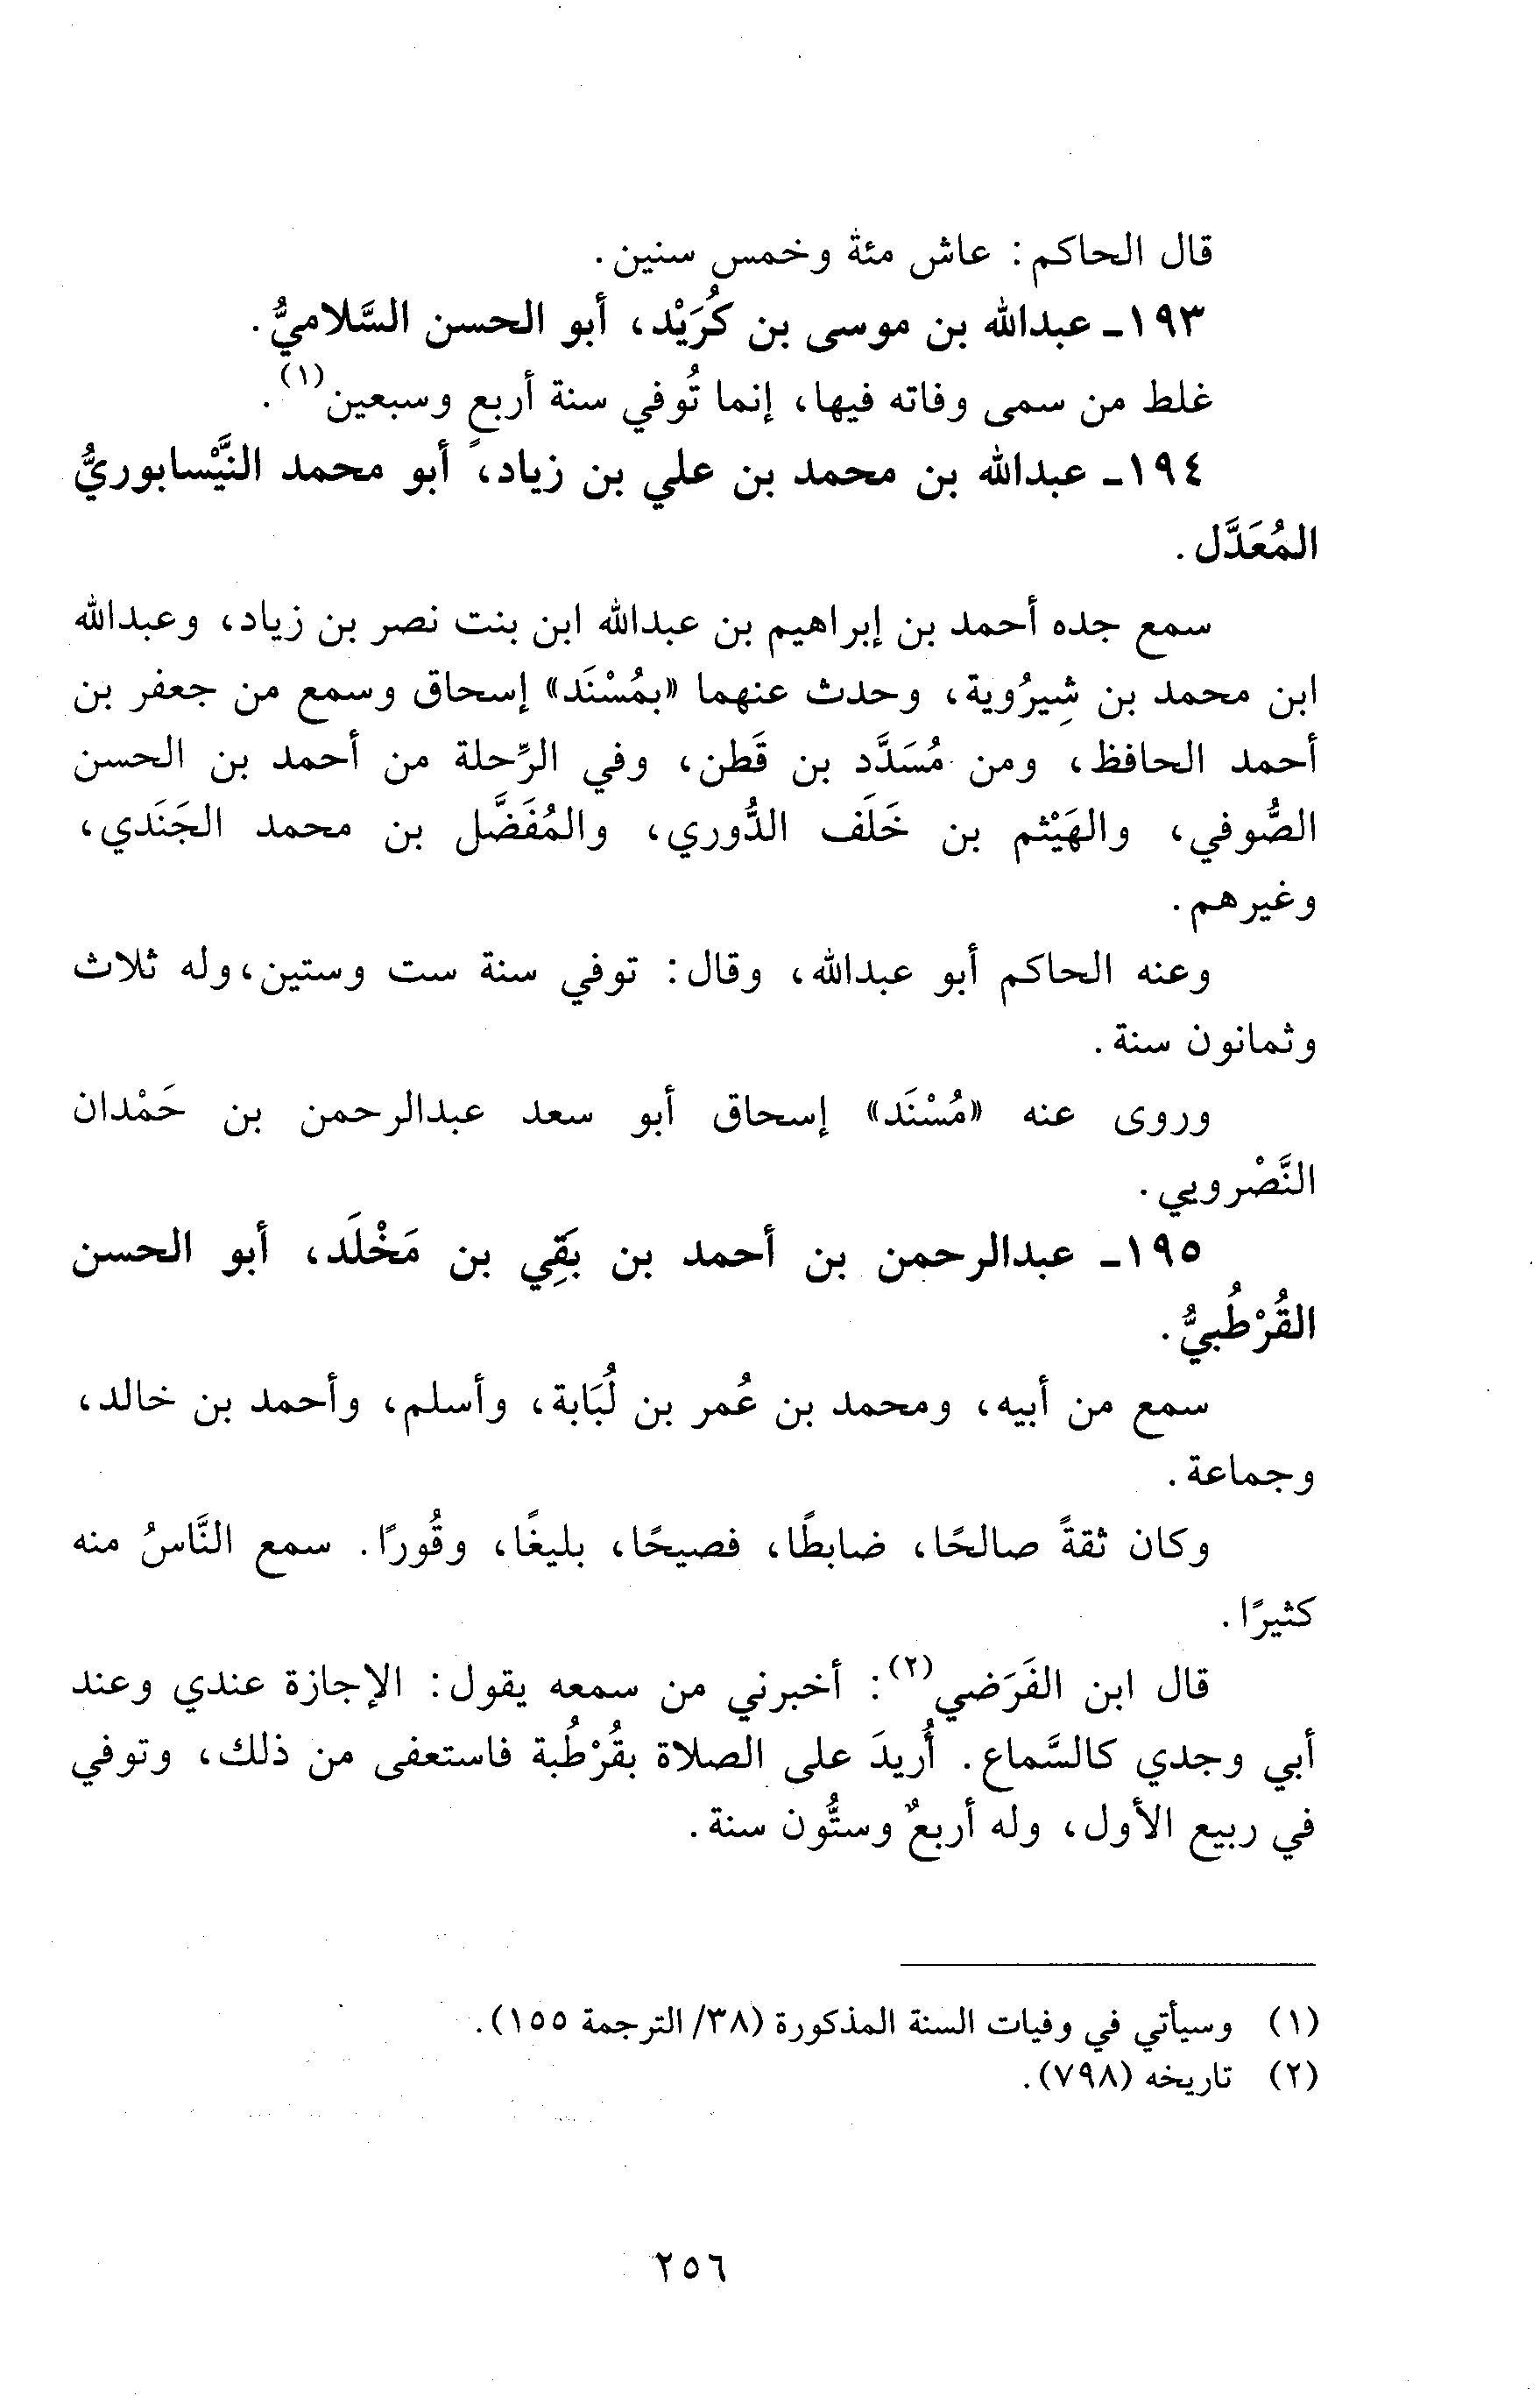 قال الحاكم: عاش مئة وخمس سنين.
١٩٣ـ عبدالله بن موسى بن كُرَيْد، أبو الحسن السَّلاميُّ.
غلط من سمى وفاته فيها، إنما تُوفي سنة أربع وسبعين(١).
١٩٤ـ عبدالله بن محمد بن علي بن زياد، أبو محمد النَّيْسابوريُّ
المُعَدَّل.
سمع جده أحمد بن إبراهيم بن عبدالله ابن بنت نصر بن زياد، وعبدالله
ابن محمد بن شِيرُوية، وحدث عنهما «بمُسْنَد» إسحاق وسمع من جعفر بن
أحمد الحافظ، ومن مُسَدَّد بن قَطن، وفي الرِّحلة من أحمد بن الحسن
الصُّوفي، والهَيْثم بن خَلَف الدُّوري، والمُفَضَّل بن محمد الجَنَدي،
وغيرهم.
وعنه الحاكم أبو عبدالله، وقال: توفي سنة ست وستين،وله ثلاث
وثمانون سنة.
وروى عنه «مُسْنَد» إسحاق أبو سعد عبدالرحمن بن حَمْدان
النَّصْرويي.
١٩٥ـ عبدالرحمن بن أحمد بن بَقِي بن مَخْلَد، أبو الحسن
القُرْطُبيُّ.
سمع من أبيه، ومحمد بن عُمر بن لُبَابة، وأسلم، وأحمد بن خالد،
وجماعة.
وكان ثقةً صالحًا، ضابطًا، فصيحًا، بليغًا، وقُورًا. سمع النَّاسُ منه
كثيرًا.
قال ابن الفَرَضي(٢): أخبرني من سمعه يقول: الإجازة عندي وعند
أبي وجدي كالسَّماع. أُريدَ على الصلاة بقُرْطُبة فاستعفى من ذلك، وتوفي
في ربيع الأول، وله أربعٌ وستُّون سنة.
(١) وسيأتي في وفيات السنة المذكورة (٣٨/ الترجمة ١٥٥).
(٢) تاريخه (٧٩٨).
٢٥٦